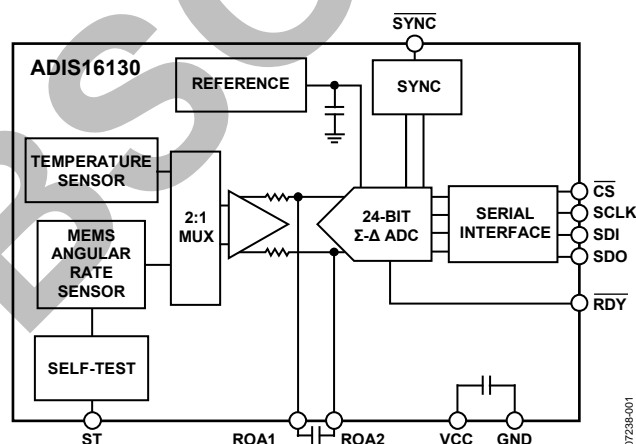 SYNC
ADIS16130
REFERENCE
SYNC
TEMPERATURE
SENSOR
2:1
MUX
24-BIT
Σ-Δ ADC
SERIAL
INTERFACE
CS
SCLK
SDI
SDO
MEMS
ANGULAR
RATE
SENSOR
RDY
SELF-TEST
ST
ROA1
ROA2
VCC
GND
07238-001
BSO